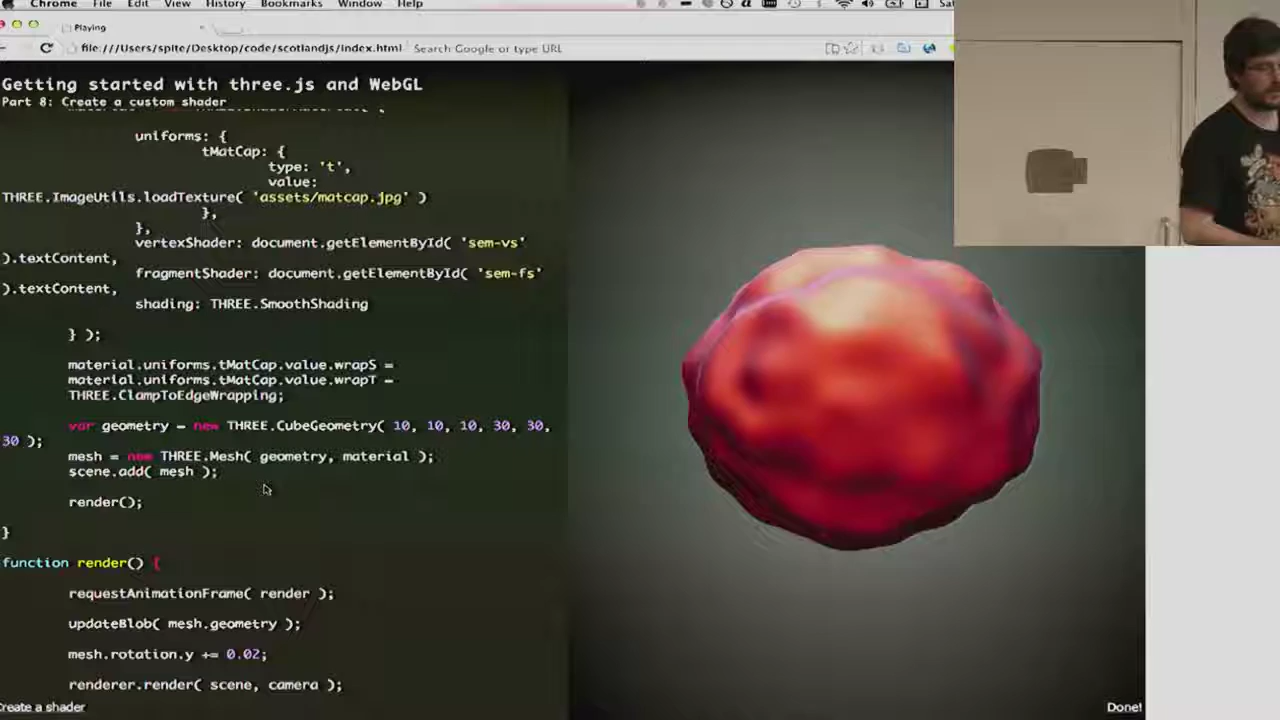 Chrome File Edit View History Bookmarks Window Help
Playing
file:///Users/spite/Desktop/code/scotlandjs/index.html Search Google or type URL
Getting started with three.js and WebGL
Part 8: Create a custom shader
uniforms: {
tMatCap: {
type: 't',
value:
THREE.ImageUtils.loadTexture( 'assets/matcap.jpg' )
},
},
vertexShader: document.getElementById( 'sem-vs'
).textContent,
fragmentShader: document.getElementById( 'sem-fs'
).textContent,
shading: THREE.SmoothShading
} );
material.uniforms.tMatCap.value.wrapS =
material.uniforms.tMatCap.value.wrapT =
THREE.ClampToEdgeWrapping;
var geometry = new THREE.CubeGeometry( 10, 10, 10, 30, 30,
30 );
mesh = new THREE.Mesh( geometry, material );
scene.add( mesh );
render();
}
function render() {
requestAnimationFrame( render );
updateBlob( mesh.geometry );
mesh.rotation.y += 0.02;
renderer.render( scene, camera );
Create a shader
Done!